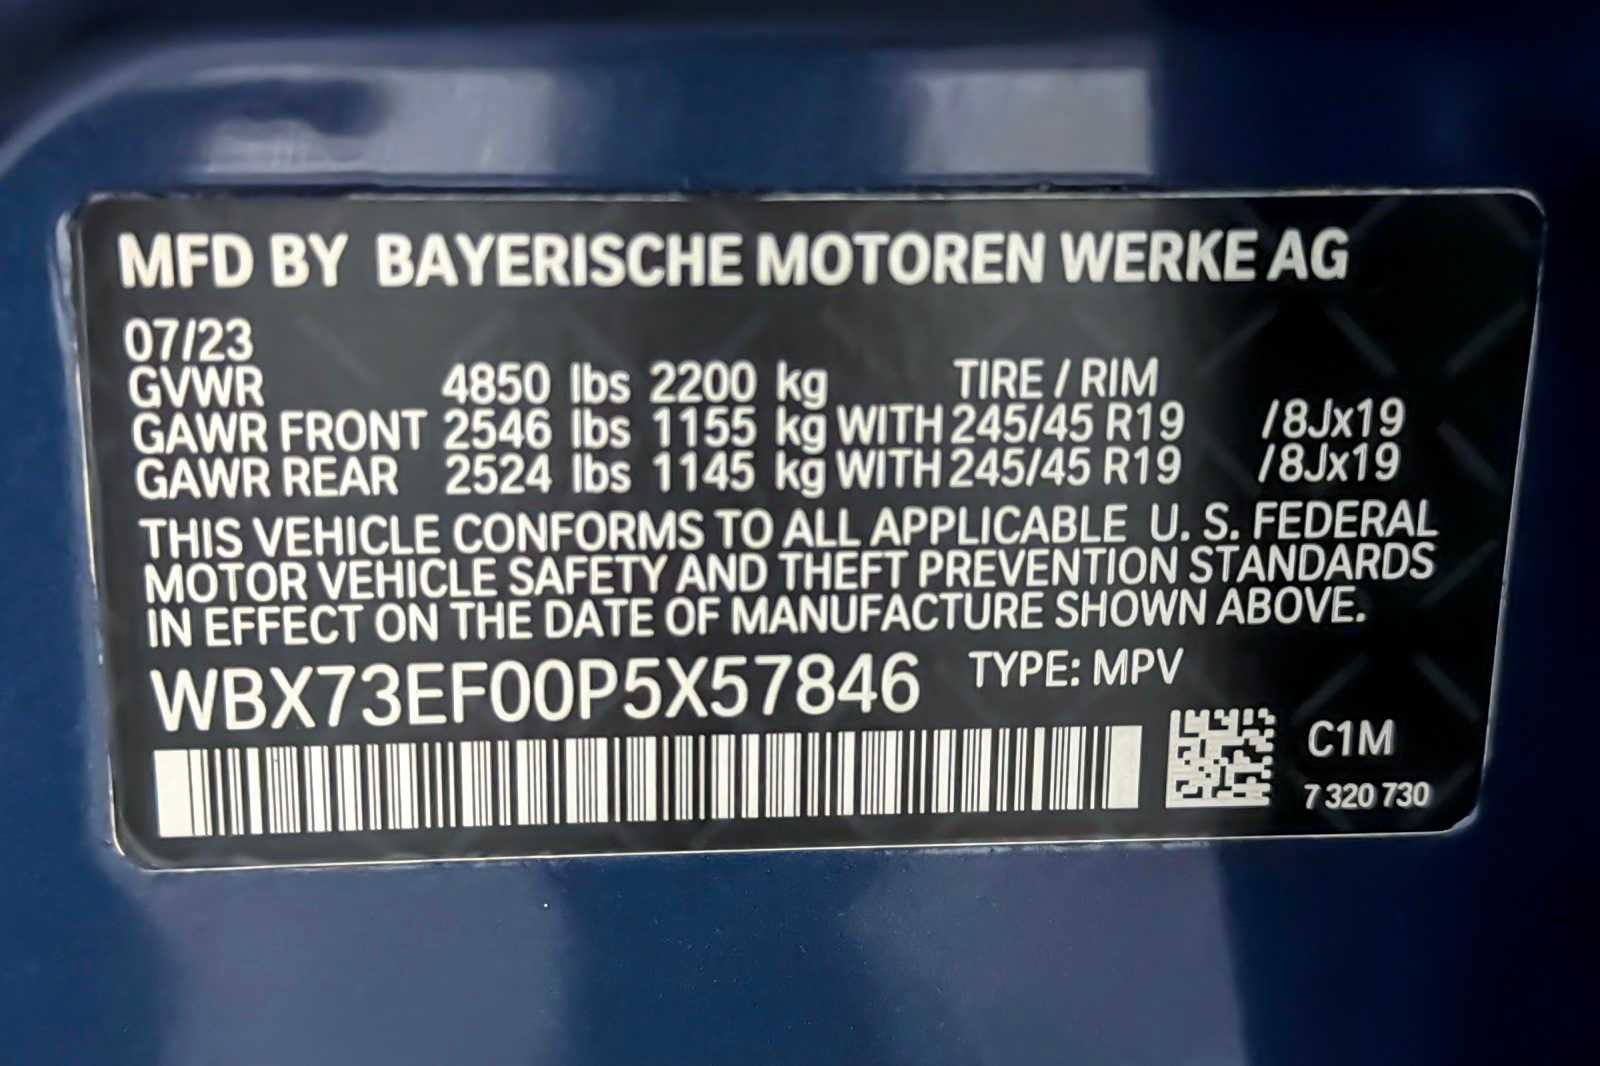 MFD BY BAYERISCHE MOTOREN WERKE AG
07/23
GVWR 4850 lbs 2200 kg TIRE / RIM
GAWR FRONT 2546 lbs 1155 kg WITH 245/45 R19 /8Jx19
GAWR REAR 2524 lbs 1145 kg WITH 245/45 R19 /8Jx19
THIS VEHICLE CONFORMS TO ALL APPLICABLE U. S. FEDERAL
MOTOR VEHICLE SAFETY AND THEFT PREVENTION STANDARDS
IN EFFECT ON THE DATE OF MANUFACTURE SHOWN ABOVE.
WBX73EF00P5X57846 TYPE: MPV
C1M
7 320 730